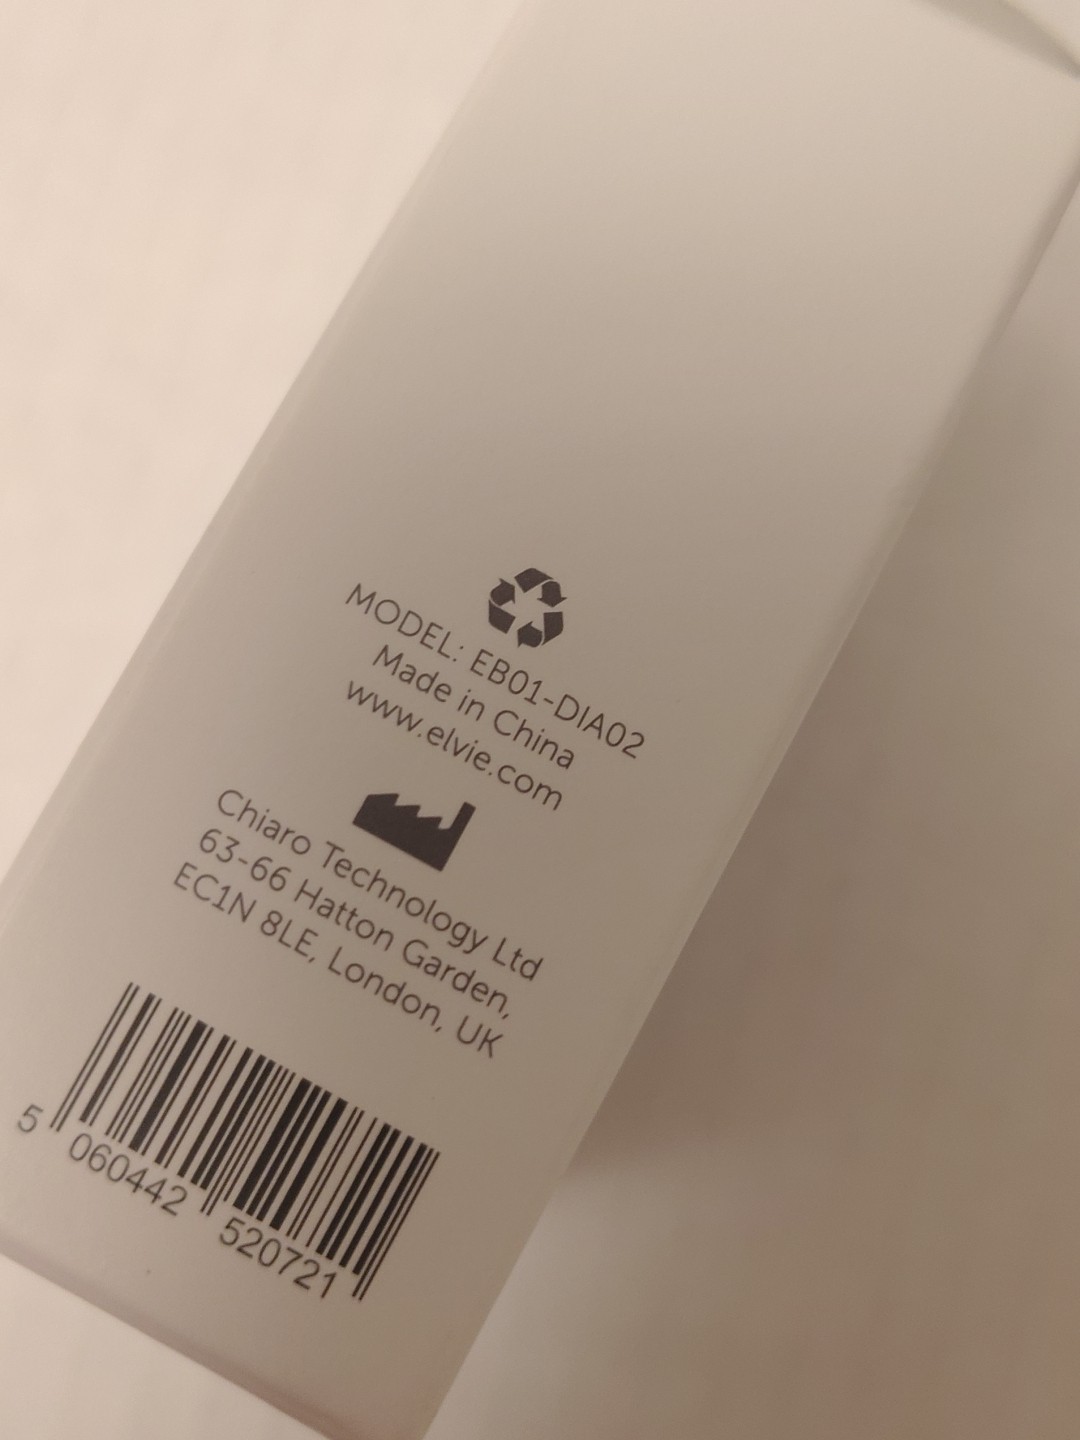 MODEL: EB01-DIA02
Made in China
www.elvie.com
Chiaro Technology Ltd
63-66 Hatton Garden,
EC1N 8LE, London, UK
5 060442 520721